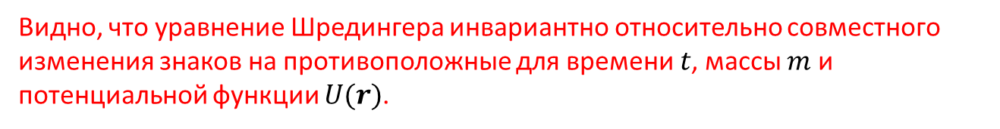 Видно, что уравнение Шредингера инвариантно относительно совместного
изменения знаков на противоположные для времени t, массы m и
потенциальной функции U(r).